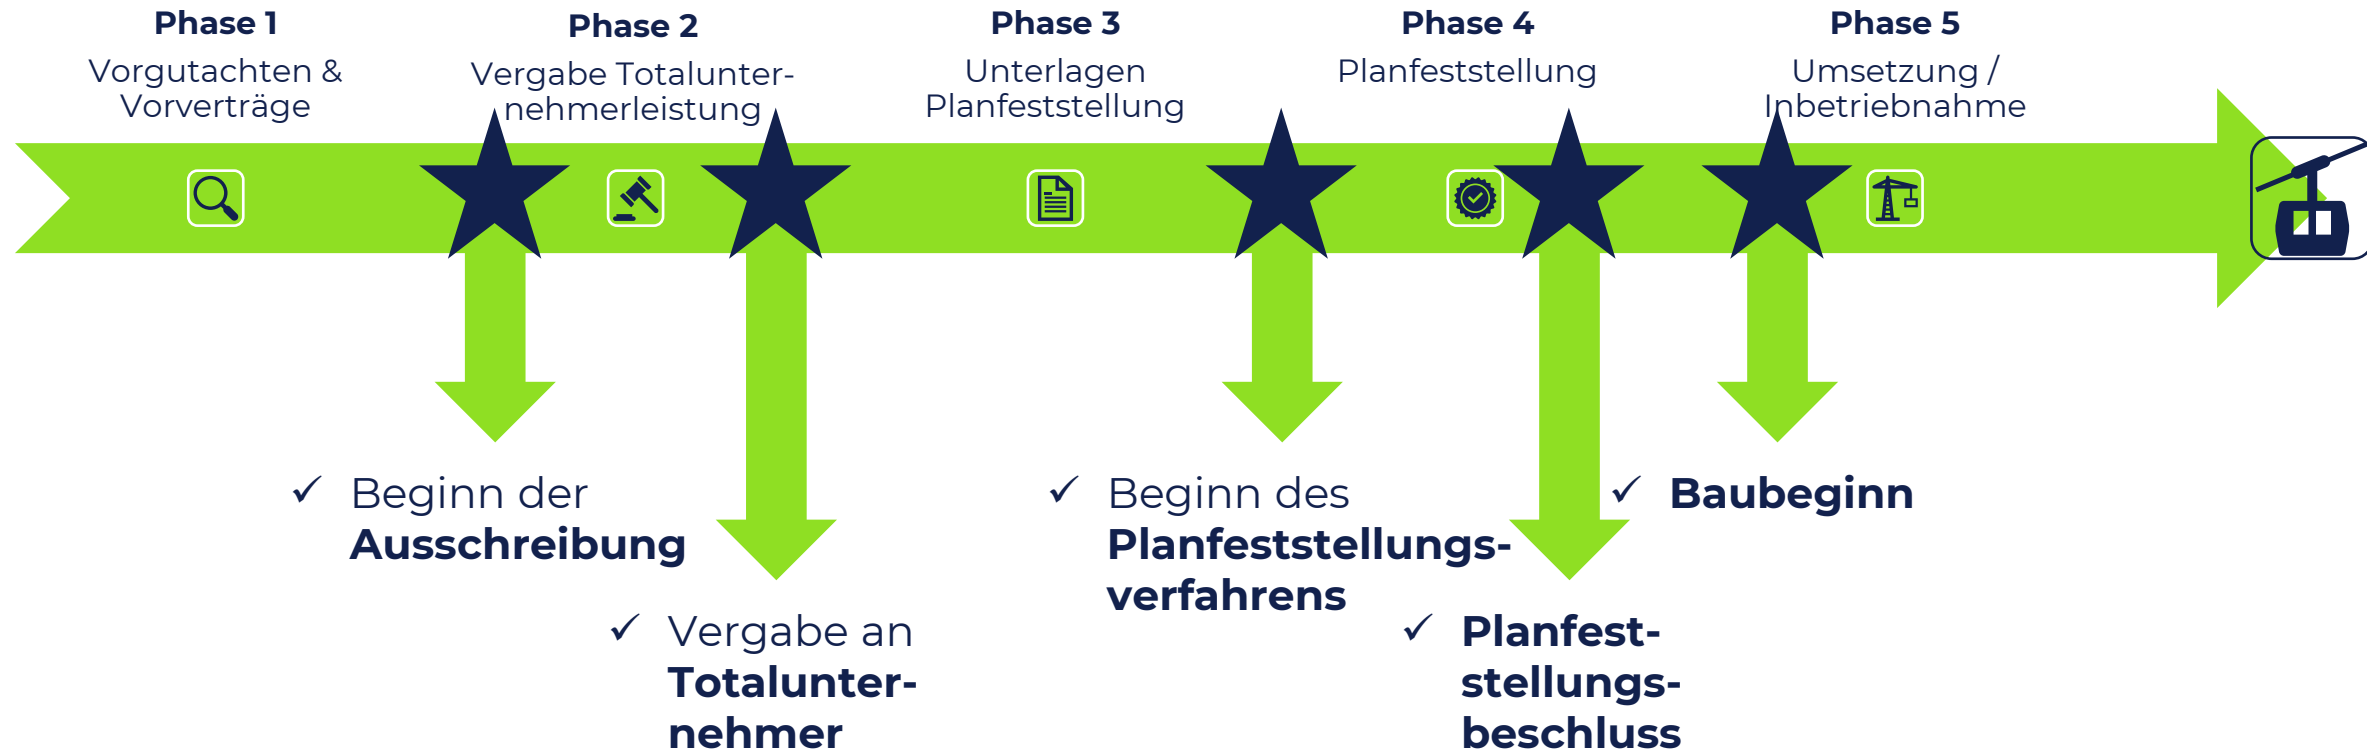 Phase 1
Vorgutachten &
Vorverträge
Phase 2
Vergabe Totalunter-
nehmerleistung
Phase 3
Unterlagen
Planfeststellung
Phase 4
Planfeststellung
Phase 5
Umsetzung /
Inbetriebnahme
✓ Beginn der
Ausschreibung
✓ Vergabe an
Totalunter-
nehmer
✓ Beginn des
Planfeststellungs-
verfahrens
✓ Planfest-
stellungs-
beschluss
✓ Baubeginn